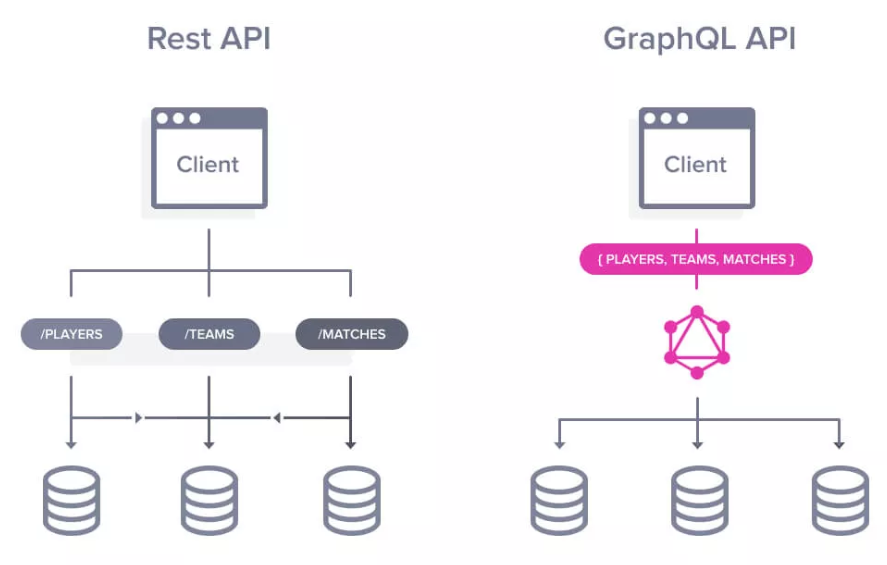 Rest API
GraphQL API
Client
Client
{ PLAYERS, TEAMS, MATCHES }
/PLAYERS
/TEAMS
/MATCHES